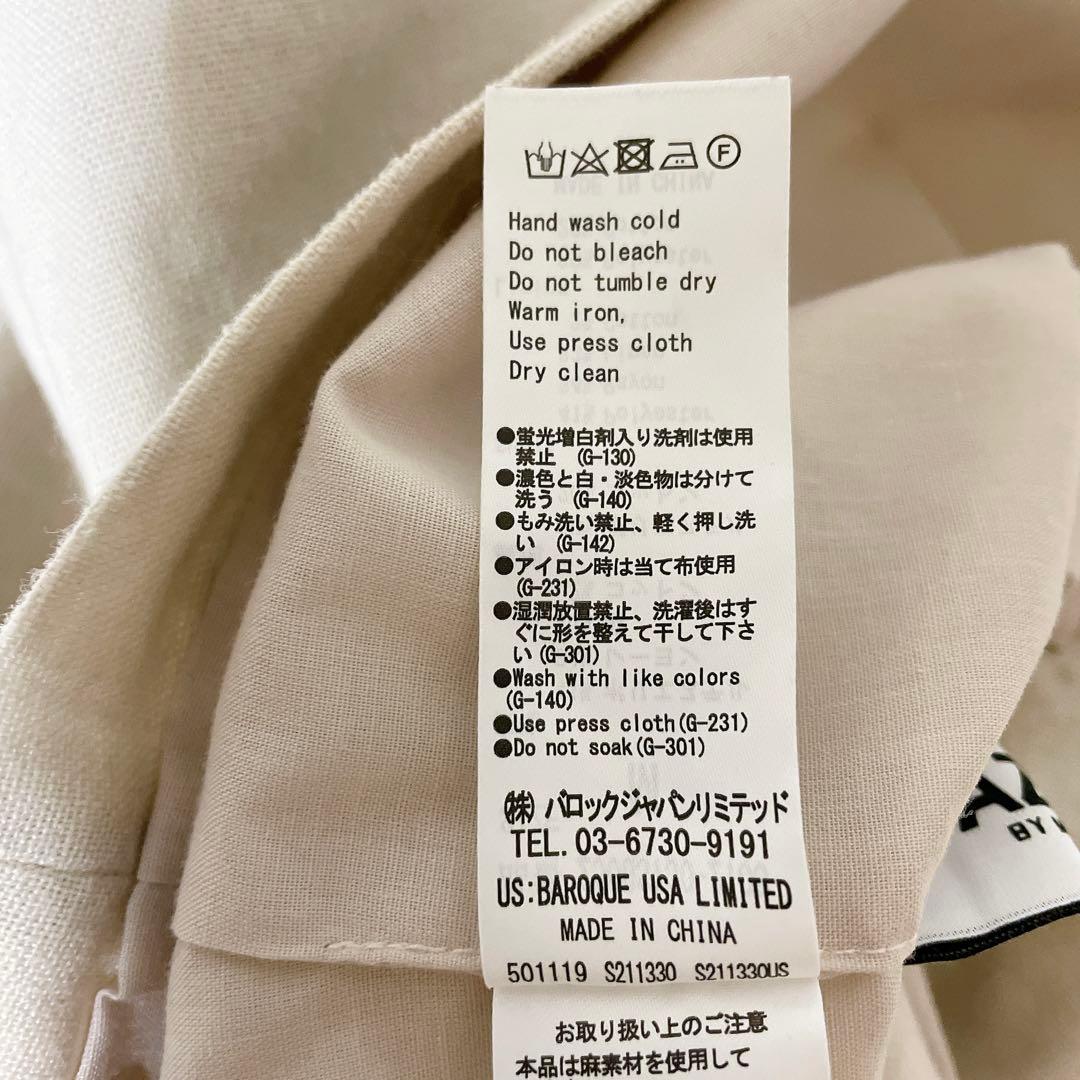 F
Hand wash cold
Do not bleach
Do not tumble dry
Warm iron,
Use press cloth
Dry clean
●蛍光増白剤入り洗剤は使用
禁止 (G-130)
●濃色と白・淡色物は分けて
洗う (G-140)
●もみ洗い禁止、軽く押し洗
い (G-142)
●アイロン時は当て布使用
(G-231)
●湿潤放置禁止、洗濯後はす
ぐに形を整えて干して下さ
い (G-301)
●Wash with like colors
(G-140)
●Use press cloth(G-231)
●Do not soak(G-301)
㈱ バロックジャパンリミテッド
TEL. 03-6730-9191
US:BAROQUE USA LIMITED
MADE IN CHINA
501119 S211330 S211330US
お取り扱い上のご注意
本品は麻素材を使用して
BY